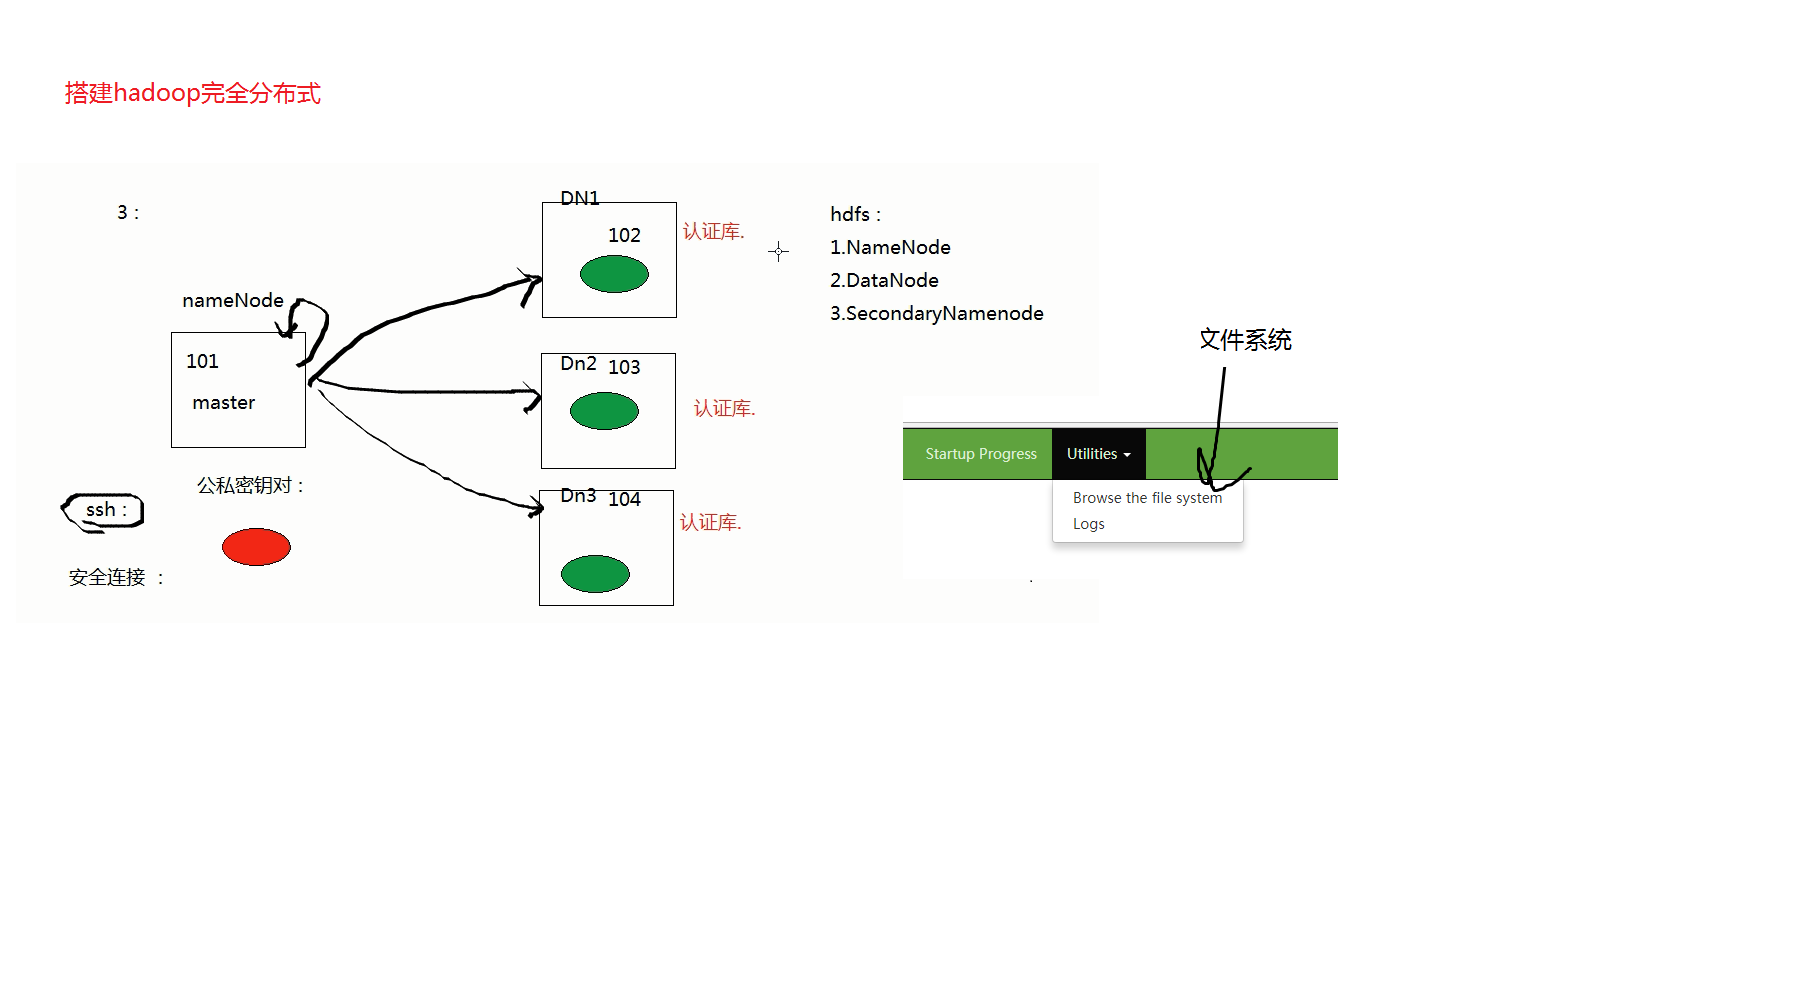 搭建hadoop完全分布式
3：
nameNode
101
master
公私密钥对：
ssh：
安全连接 ：
DN1
102
认证库.
Dn2 103
认证库.
Dn3 104
认证库.
hdfs：
1.NameNode
2.DataNode
3.SecondaryNamenode
文件系统
Startup Progress Utilities
Browse the file system
Logs